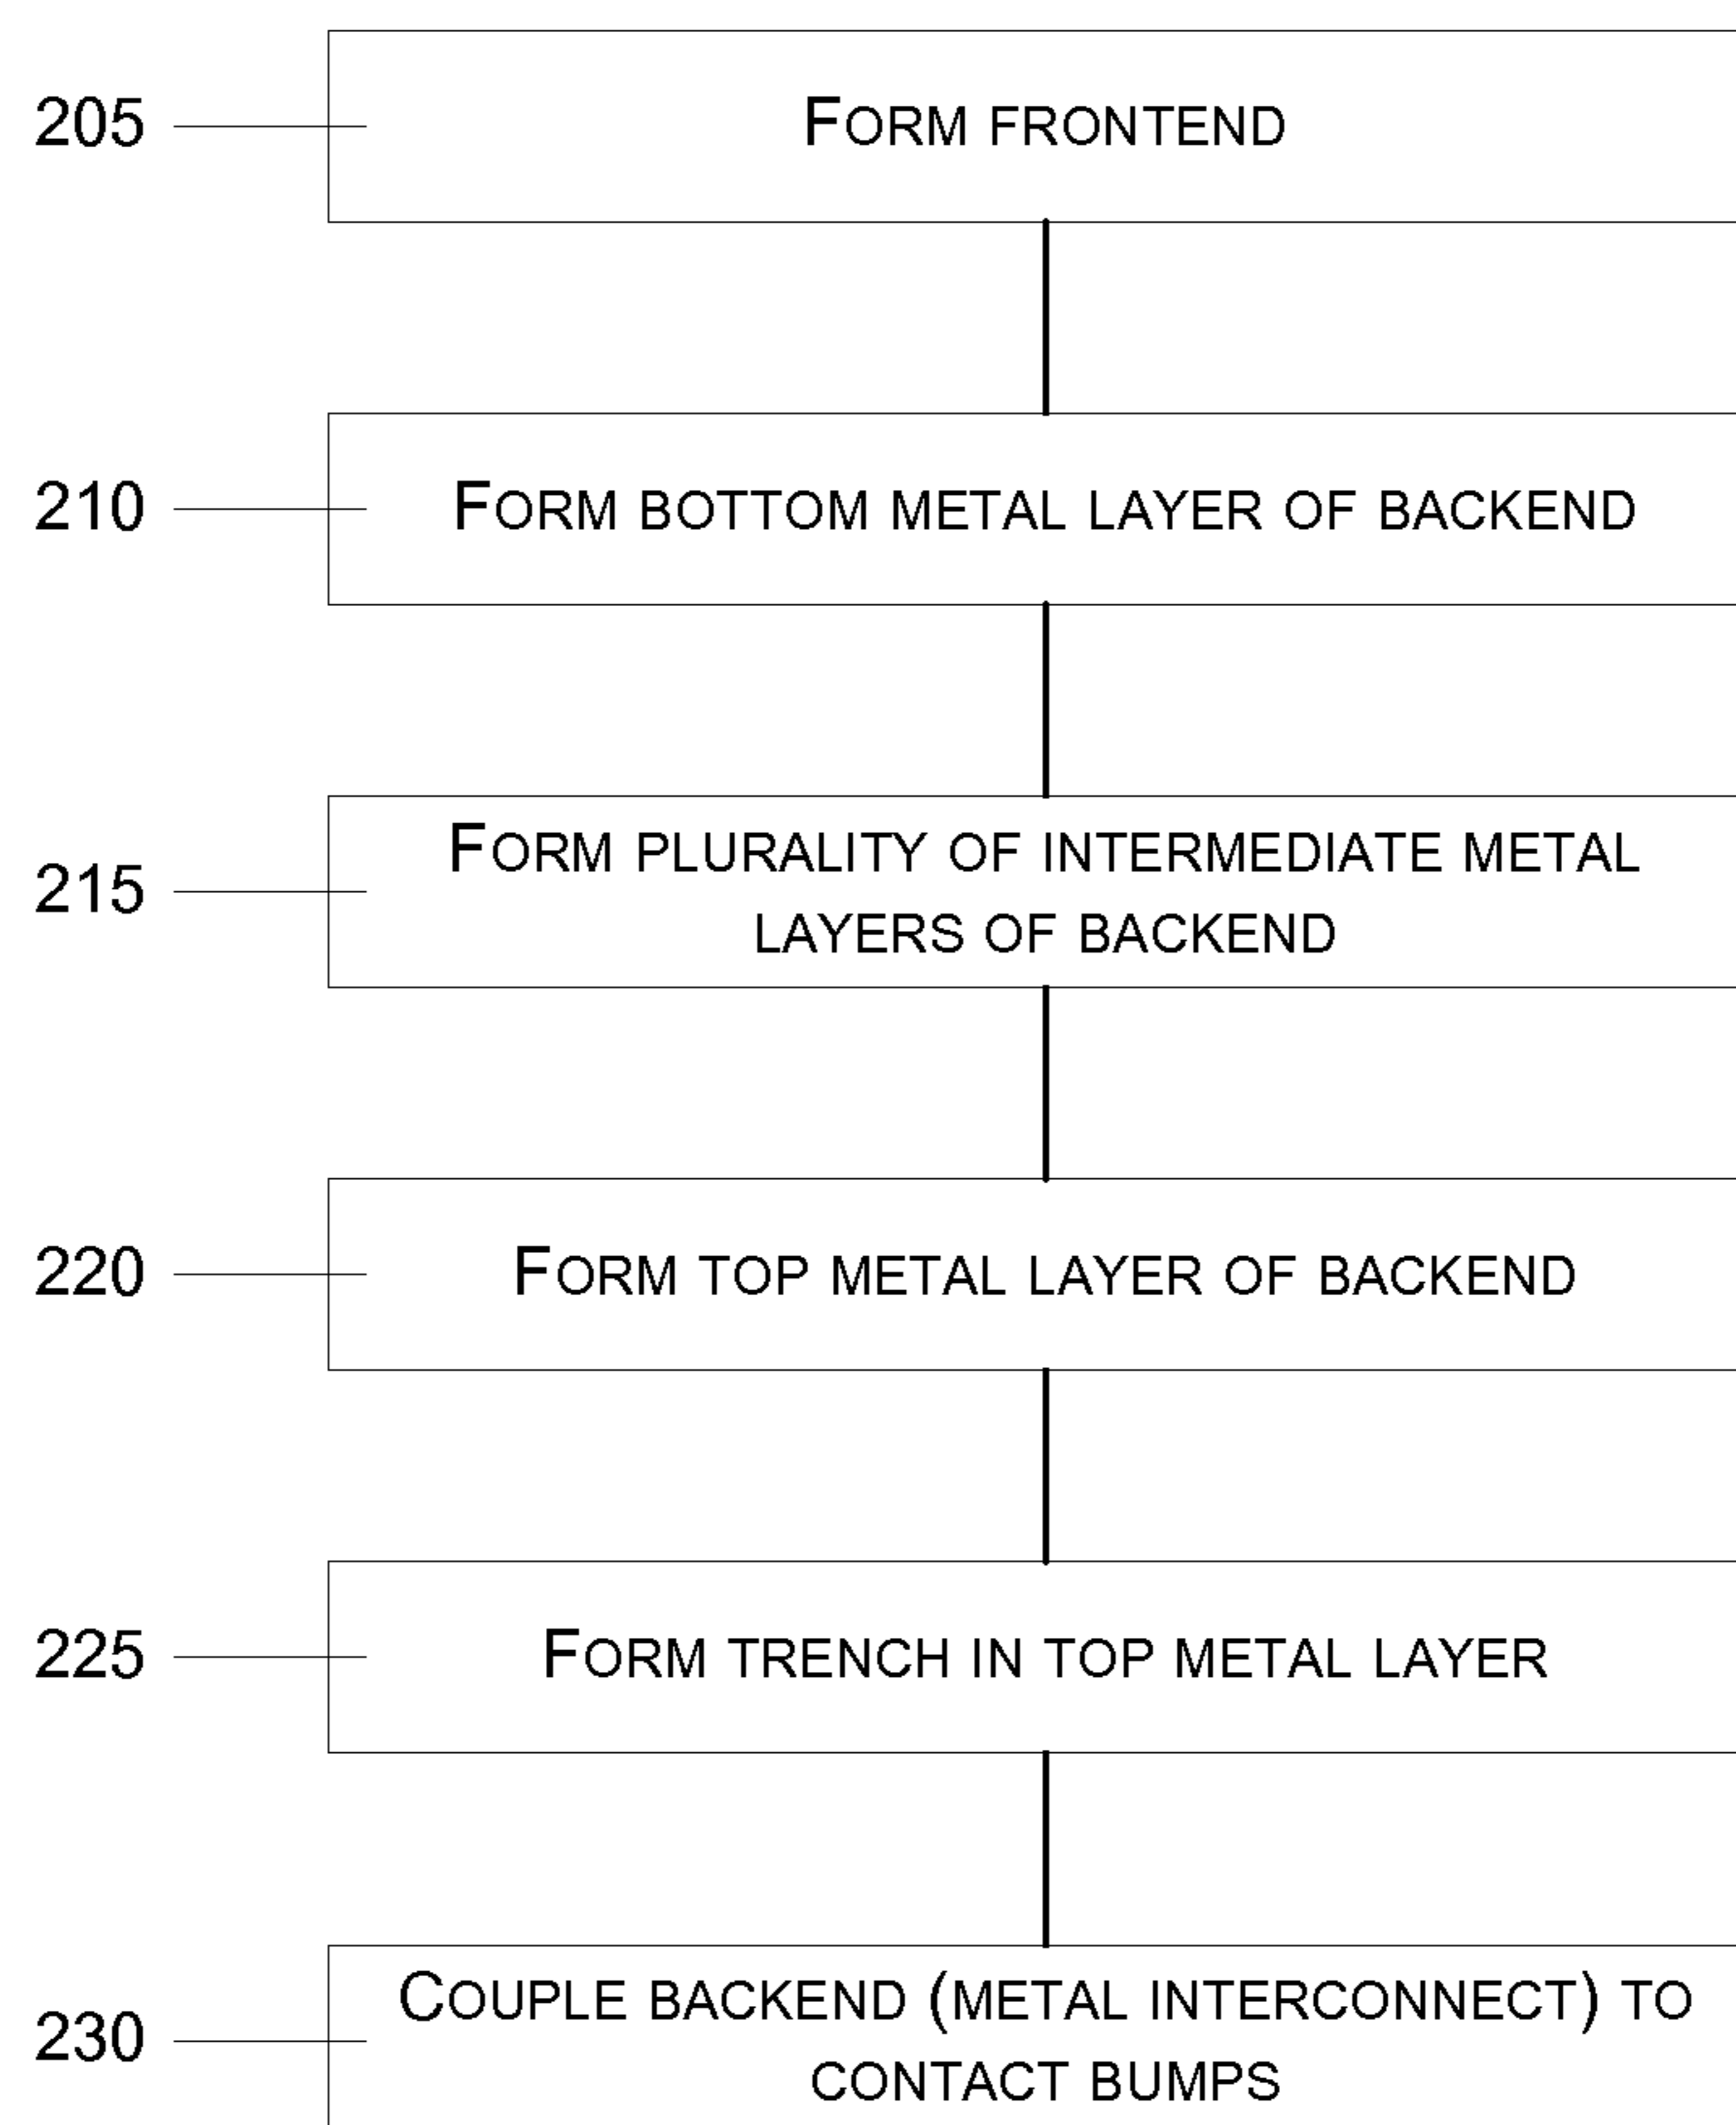 205
FORM FRONTEND
210
FORM BOTTOM METAL LAYER OF BACKEND
215
FORM PLURALITY OF INTERMEDIATE METAL
LAYERS OF BACKEND
220
FORM TOP METAL LAYER OF BACKEND
225
FORM TRENCH IN TOP METAL LAYER
230
COUPLE BACKEND (METAL INTERCONNECT) TO
CONTACT BUMPS